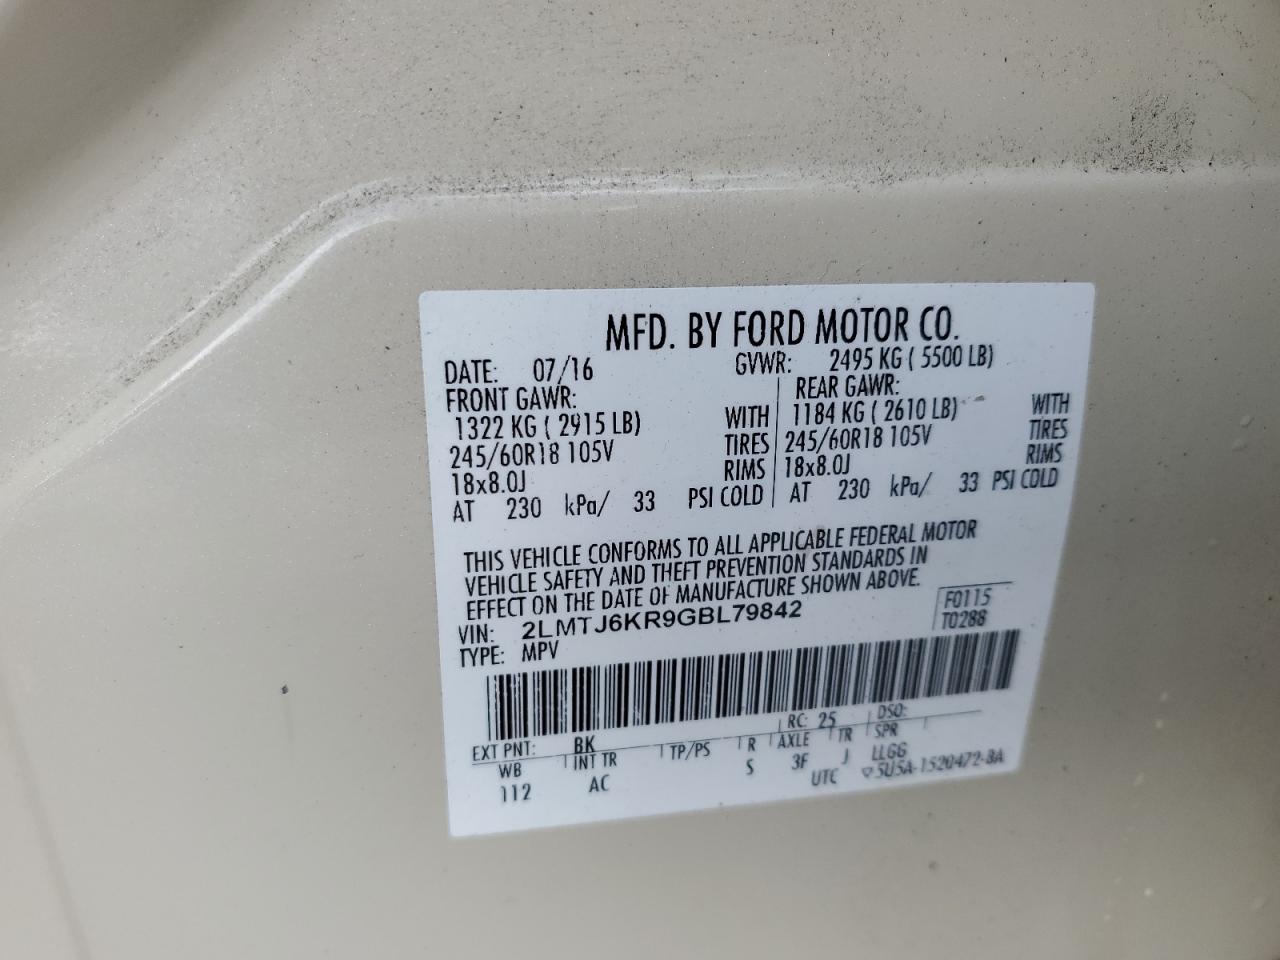 MFD. BY FORD MOTOR CO.
DATE: 07/16 GVWR: 2495 KG ( 5500 LB)
FRONT GAWR: REAR GAWR:
1322 KG ( 2915 LB) WITH 1184 KG ( 2610 LB) WITH
245/60R18 105V TIRES 245/60R18 105V TIRES
18x8.0J RIMS 18x8.0J RIMS
AT 230 kPa/ 33 PSI COLD AT 230 kPa/ 33 PSI COLD
THIS VEHICLE CONFORMS TO ALL APPLICABLE FEDERAL MOTOR
VEHICLE SAFETY AND THEFT PREVENTION STANDARDS IN
EFFECT ON THE DATE OF MANUFACTURE SHOWN ABOVE.
VIN: 2LMTJ6KR9GBL79842 F0115
TYPE: MPV T0288
EXT PNT: BK RC: 25 DSO:
WB INT TR TP/PS R AXLE TR SPR
112 AC S 3F J LLGG
UTC ▽5U5A-1520472-BA